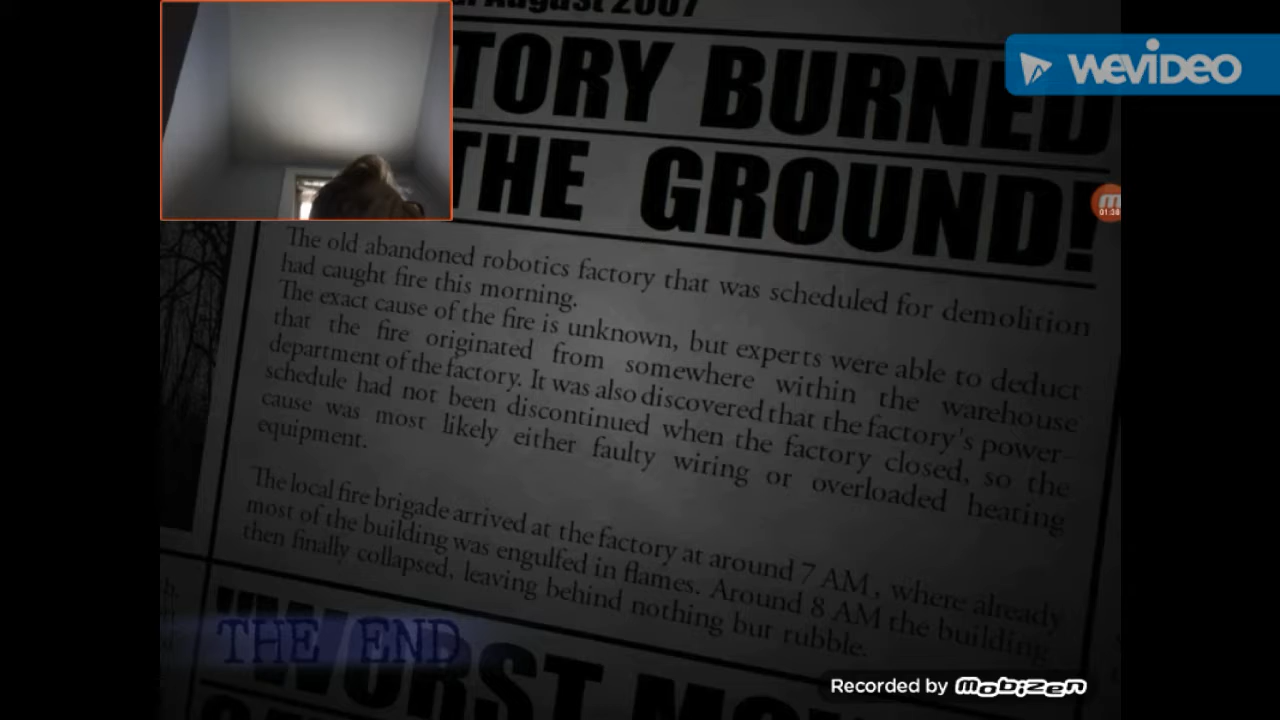 August 2007
WEVIDEO
TORY BURNED
THE GROUND!
01:38
The old abandoned robotics factory that was scheduled for demolition
had caught fire this morning.
The exact cause of the fire is unknown, but experts were able to deduct
that the fire originated from somewhere within the warehouse
department of the factory. It was also discovered that the factory's power-
schedule had not been discontinued when the factory closed, so the
cause was most likely either faulty wiring or overloaded heating
equipment.
The local fire brigade arrived at the factory at around 7 AM, where already
most of the building was engulfed in flames. Around 8 AM the building
then finally collapsed, leaving behind nothing but rubble.
THE END
"WORST
Recorded by mobizen